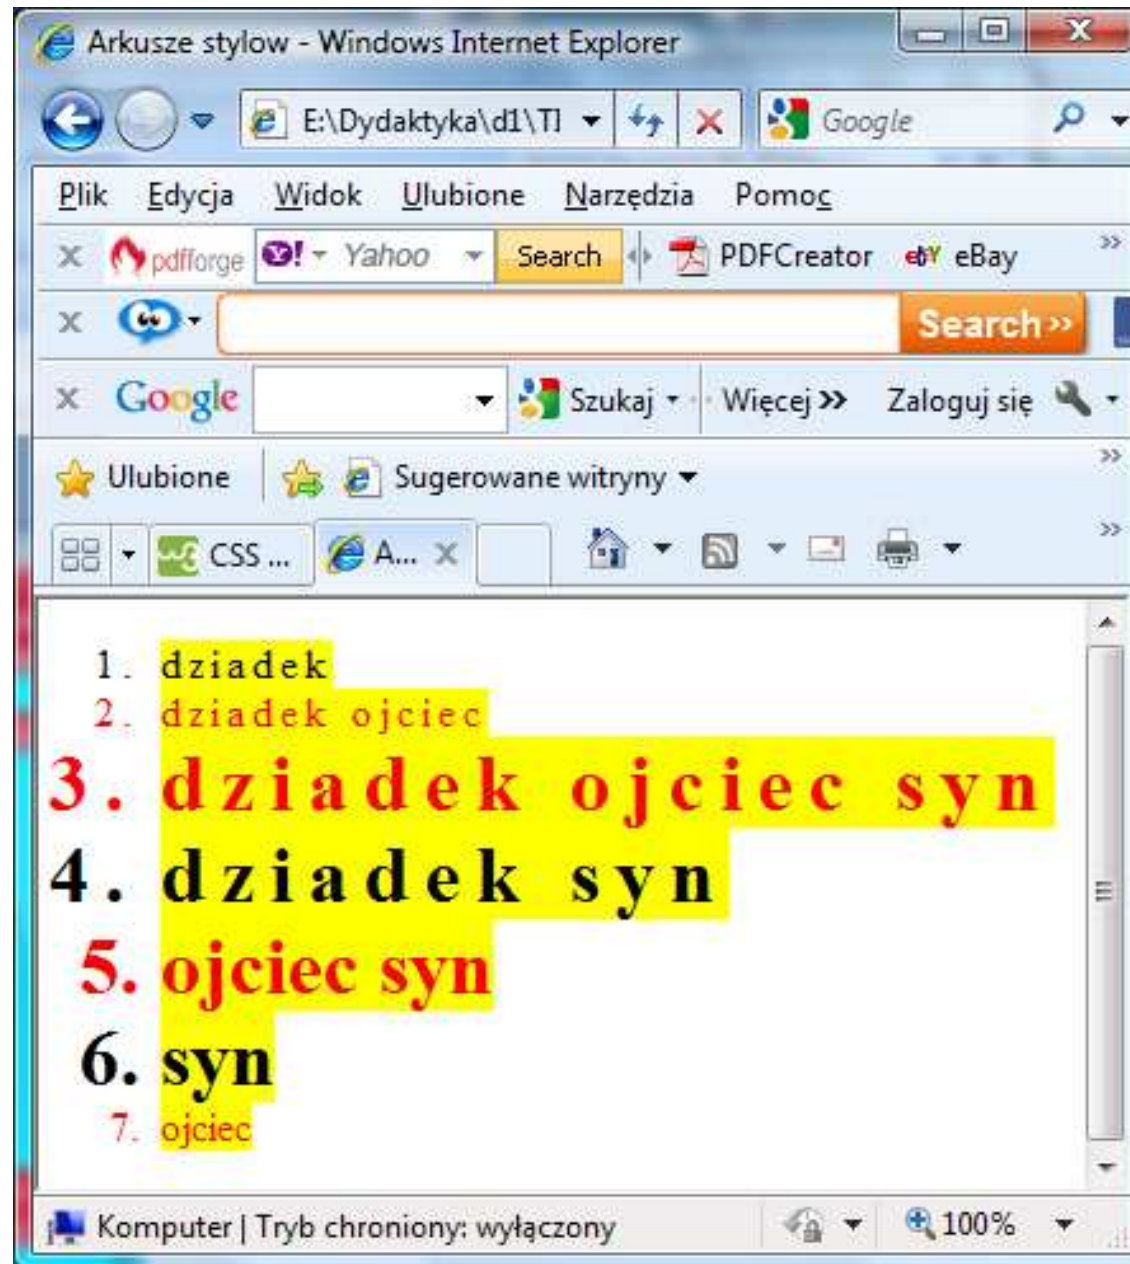 Arkusze stylow - Windows Internet Explorer
E:\Dydaktyka\d1\TI Google
Plik Edycja Widok Ulubione Narzędzia Pomoc
x pdfforge Y! Yahoo Search PDFCreator ebY eBay »
x Search »
x Google Szukaj Więcej » Zaloguj się
Ulubione Sugerowane witryny »
CSS ... A... x »
1. dziadek
2. dziadek ojciec
3. dziadek ojciec syn
4. dziadek syn
5. ojciec syn
6. syn
7. ojciec
Komputer | Tryb chroniony: wyłączony 100%